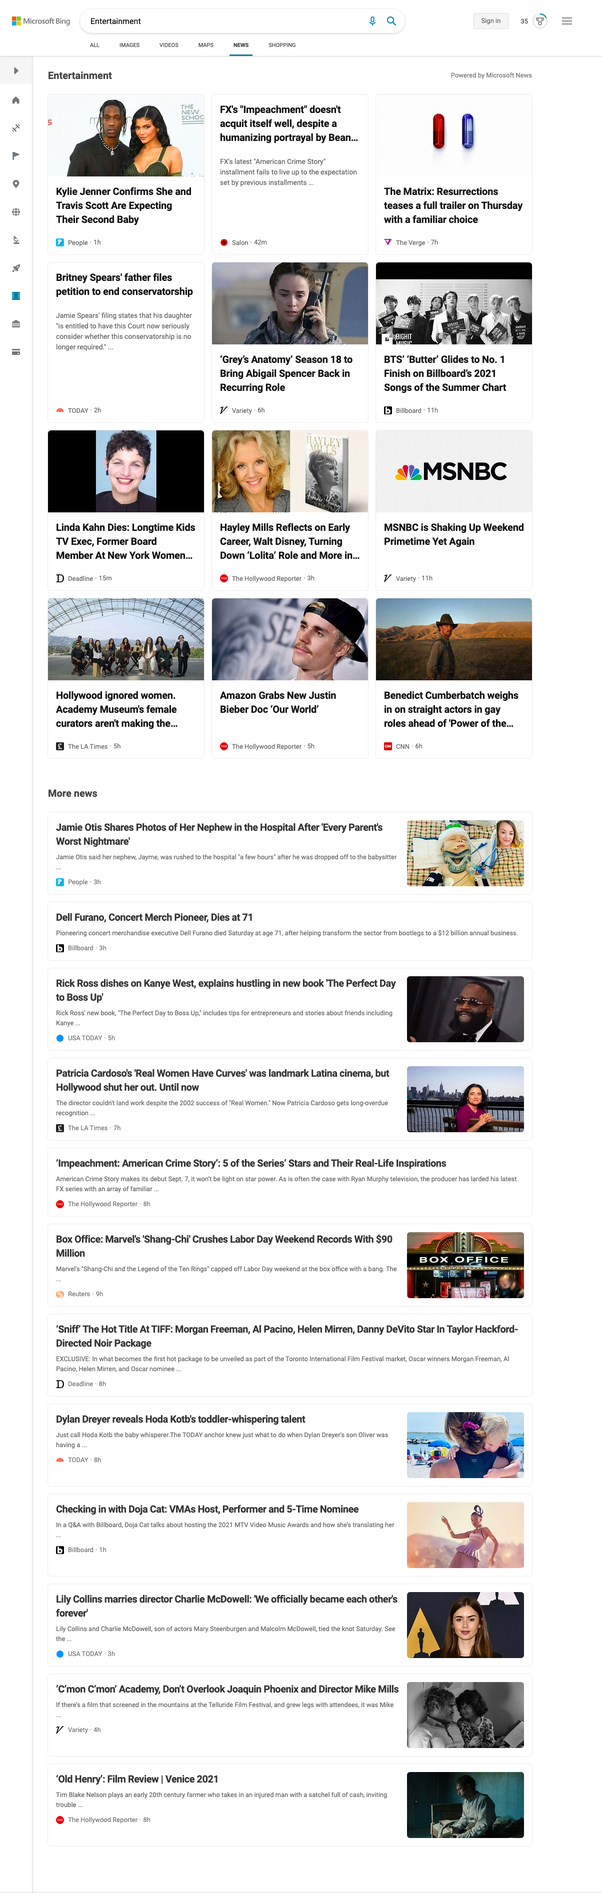 Microsoft Bing
Entertainment
Sign in
35
ALL
IMAGES
VIDEOS
MAPS
NEWS
SHOPPING
Entertainment
Powered by Microsoft News
THE
NEW
SCHOO
S
Kylie Jenner Confirms She and
Travis Scott Are Expecting
Their Second Baby
People · 1h
FX's "Impeachment" doesn't
acquit itself well, despite a
humanizing portrayal by Bean...
FX's latest "American Crime Story"
installment fails to live up to the expectation
set by previous installments ...
Salon · 42m
The Matrix: Resurrections
teases a full trailer on Thursday
with a familiar choice
The Verge · 7h
Britney Spears' father files
petition to end conservatorship
Jamie Spears' filing states that his daughter
"is entitled to have this Court now seriously
consider whether this conservatorship is no
longer required." ...
TODAY · 2h
‘Grey's Anatomy’ Season 18 to
Bring Abigail Spencer Back in
Recurring Role
Variety · 6h
BTS’ ‘Butter’ Glides to No. 1
Finish on Billboard’s 2021
Songs of the Summer Chart
Billboard · 11h
Linda Kahn Dies: Longtime Kids
TV Exec, Former Board
Member At New York Women...
Deadline · 15m
HAYLEY
MILLS
Hayley Mills Reflects on Early
Career, Walt Disney, Turning
Down ‘Lolita’ Role and More in...
The Hollywood Reporter · 3h
MSNBC
MSNBC is Shaking Up Weekend
Primetime Yet Again
Variety · 11h
Hollywood ignored women.
Academy Museum's female
curators aren't making the...
The LA Times · 5h
SE
Amazon Grabs New Justin
Bieber Doc ‘Our World’
The Hollywood Reporter · 5h
Benedict Cumberbatch weighs
in on straight actors in gay
roles ahead of 'Power of the...
CNN · 6h
More news
Jamie Otis Shares Photos of Her Nephew in the Hospital After 'Every Parent's
Worst Nightmare'
Jamie Otis said her nephew, Jayme, was rushed to the hospital "a few hours" after he was dropped off to the babysitter
...
People · 3h
Dell Furano, Concert Merch Pioneer, Dies at 71
Pioneering concert merchandise executive Dell Furano died Saturday at age 71, after helping transform the sector from bootlegs to a $12 billion annual business.
Billboard · 3h
Rick Ross dishes on Kanye West, explains hustling in new book 'The Perfect Day
to Boss Up'
Rick Ross' new book, "The Perfect Day to Boss Up," includes tips for entrepreneurs and stories about friends including
Kanye ...
USA TODAY · 5h
Patricia Cardoso's 'Real Women Have Curves' was landmark Latina cinema, but
Hollywood shut her out. Until now
The director couldn't land work despite the 2002 success of "Real Women." Now Patricia Cardoso gets long-overdue
recognition ...
The LA Times · 7h
‘Impeachment: American Crime Story’: 5 of the Series’ Stars and Their Real-Life Inspirations
American Crime Story makes its debut Sept. 7, it won't be light on star power. As is often the case with Ryan Murphy television, the producer has larded his latest
FX series with an array of familiar ...
The Hollywood Reporter · 8h
Box Office: Marvel's 'Shang-Chi' Crushes Labor Day Weekend Records With $90
Million
Marvel's "Shang-Chi and the Legend of the Ten Rings" capped off Labor Day weekend at the box office with a bang. The
...
Reuters · 9h
BOX OFFICE
‘Sniff’ The Hot Title At TIFF: Morgan Freeman, Al Pacino, Helen Mirren, Danny DeVito Star In Taylor Hackford-
Directed Noir Package
EXCLUSIVE: In what becomes the first hot package to be unveiled as part of the Toronto International Film Festival market, Oscar winners Morgan Freeman, Al
Pacino, Helen Mirren, and Oscar nominee ...
Deadline · 8h
Dylan Dreyer reveals Hoda Kotb's toddler-whispering talent
Just call Hoda Kotb the baby whisperer.The TODAY anchor knew just what to do when Dylan Dreyer's son Oliver was
having a ...
TODAY · 8h
Checking in with Doja Cat: VMAs Host, Performer and 5-Time Nominee
In a Q&A with Billboard, Doja Cat talks about hosting the 2021 MTV Video Music Awards and how she's translating her
...
Billboard · 1h
Lily Collins marries director Charlie McDowell: 'We officially became each other's
forever'
Lily Collins and Charlie McDowell, son of actors Mary Steenburgen and Malcolm McDowell, tied the knot Saturday. See
the ...
USA TODAY · 3h
‘C’mon C’mon’ Academy, Don’t Overlook Joaquin Phoenix and Director Mike Mills
If there's a film that screened in the mountains at the Telluride Film Festival, and grew legs with attendees, it was Mike
...
Variety · 4h
‘Old Henry’: Film Review | Venice 2021
Tim Blake Nelson plays an early 20th century farmer who takes in an injured man with a satchel full of cash, inviting
trouble ...
The Hollywood Reporter · 8h